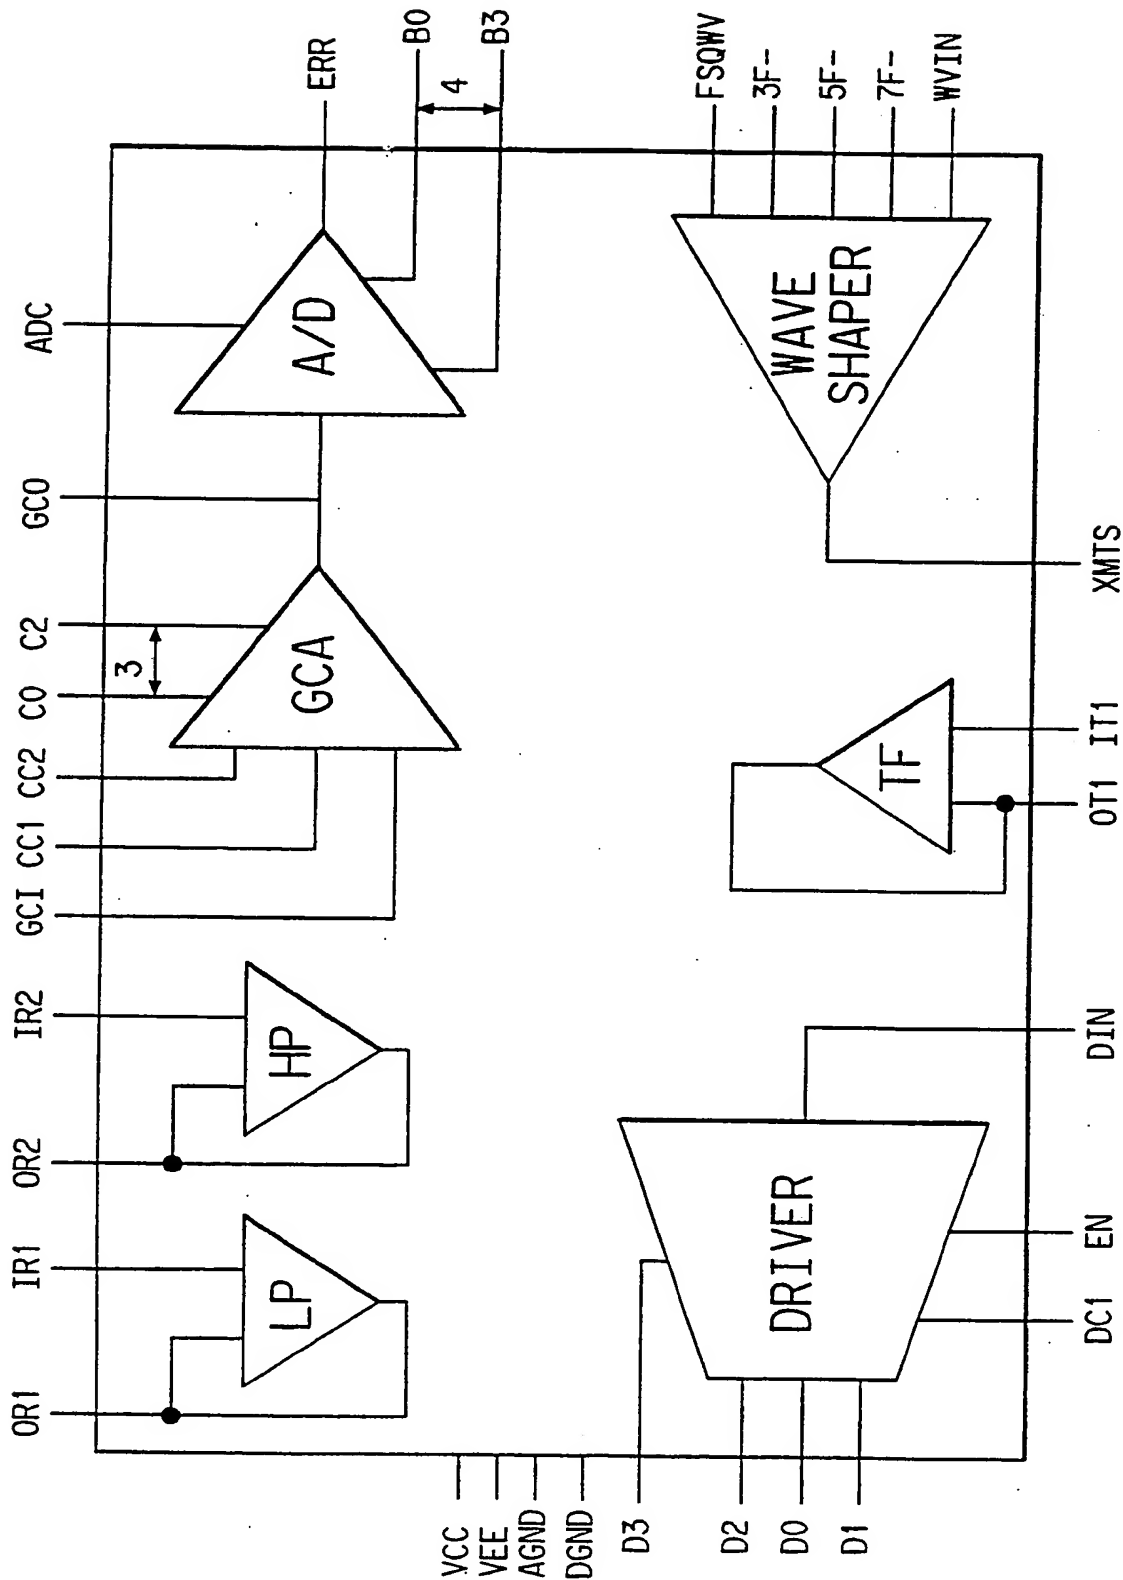 OR1
IR1
OR2
IR2
GCI
CC1
CC2
C0
C2
3
GCO
ADC
ERR
B0
4
B3
LP
HP
GCA
A/D
VCC
VEE
AGND
DGND
D3
D2
D0
D1
DRIVER
TF
WAVE
SHAPER
FSQWV
3F-
5F-
7F-
WVIN
DC1
EN
DIN
OT1
IT1
XMTS